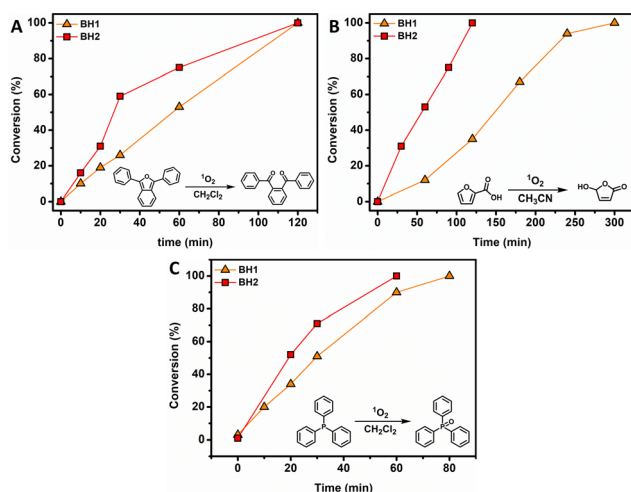 A
BH1
BH2
Conversion (%)
100
80
60
40
20
0
O
O
O
¹O₂
CH₂Cl₂
0 20 40 60 80 100 120
time (min)
B
BH1
BH2
Conversion (%)
100
80
60
40
20
0
O
O
OH
¹O₂
CH₃CN
HO
O
O
0 50 100 150 200 250 300
Time (min)
C
BH1
BH2
Conversion (%)
100
80
60
40
20
0
P
¹O₂
CH₂Cl₂
P
O
0 20 40 60 80
Time (min)